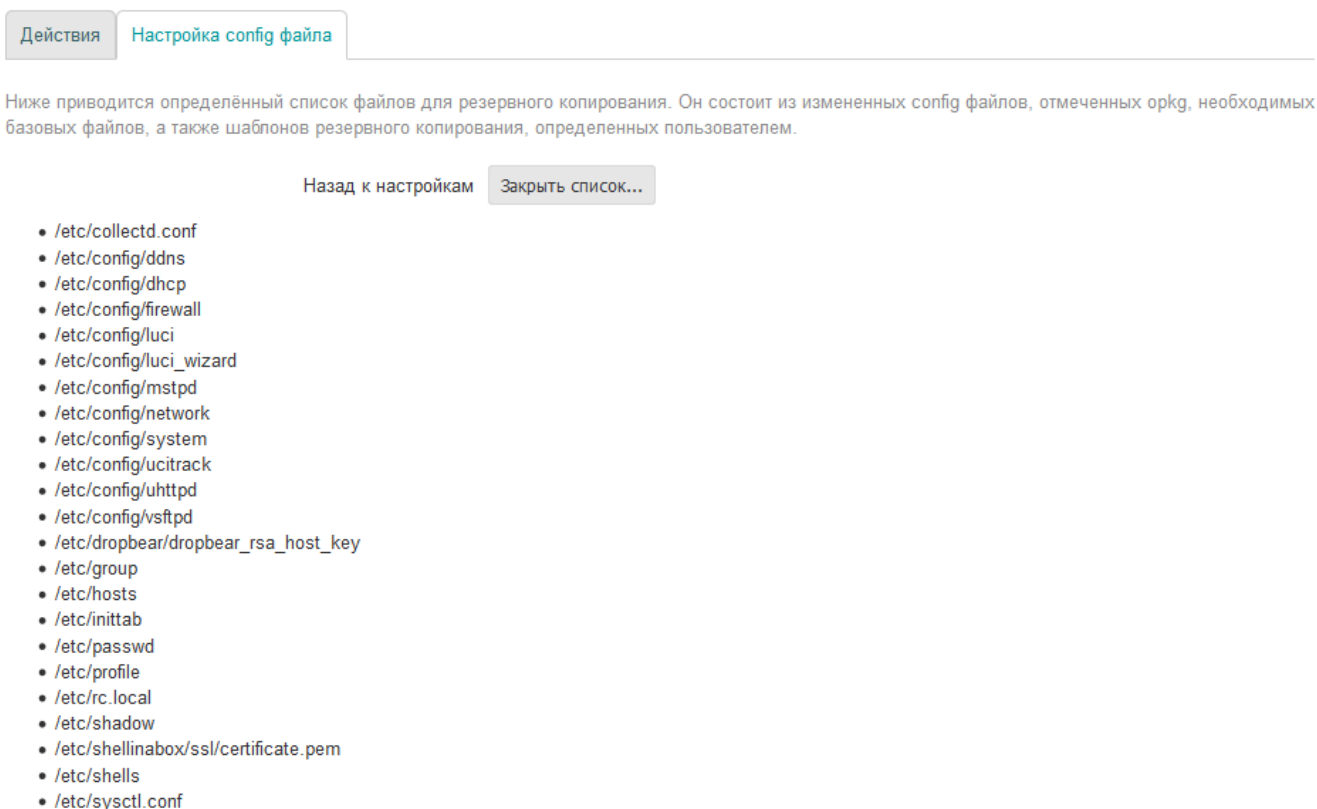 Действия
Настройка config файла
Ниже приводится определённый список файлов для резервного копирования. Он состоит из измененных config файлов, отмеченных opkg, необходимых
базовых файлов, а также шаблонов резервного копирования, определенных пользователем.
Назад к настройкам
Закрыть список...
• /etc/collectd.conf
• /etc/config/ddns
• /etc/config/dhcp
• /etc/config/firewall
• /etc/config/luci
• /etc/config/luci_wizard
• /etc/config/mstpd
• /etc/config/network
• /etc/config/system
• /etc/config/ucitrack
• /etc/config/uhttpd
• /etc/config/vsftpd
• /etc/dropbear/dropbear_rsa_host_key
• /etc/group
• /etc/hosts
• /etc/inittab
• /etc/passwd
• /etc/profile
• /etc/rc.local
• /etc/shadow
• /etc/shellinabox/ssl/certificate.pem
• /etc/shells
• /etc/sysctl.conf